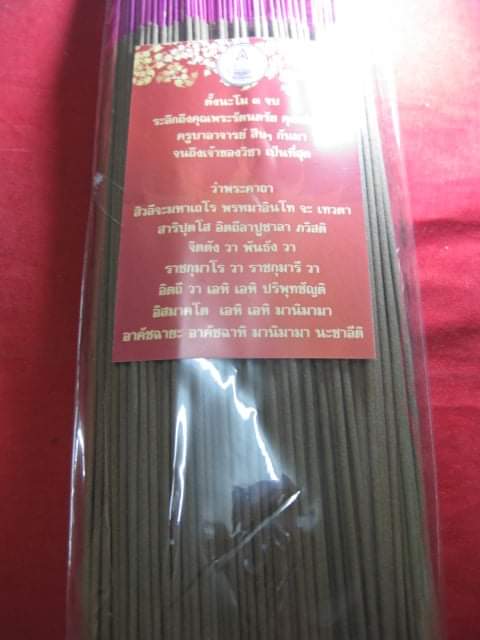 ตั้งนะโม ๓ จบ
ระลึกถึงคุณพระรัตนตรัย
ครูบาอาจารย์ สืบๆ กันมา
จนถึงเจ้าของวิชา เป็นที่สุด
ว่าพระคาถา
สิวลีจะมหาเถโร พรหมาอินโท จะ เทวดา
สาริปุตโส อิตถีลาปูชาลา ภวัสติ
จิตตัง วา พันธัง วา
ราชกุมาโร วา ราชกุมารี วา
อิตถี วา เอหิ เอหิ ปริพุทชัญติ
อิสมาคโต เอหิ เอหิ มานิมามา
อาคัชฉายะ อาคัชฉาหิ มานิมามา นะชาลีติ